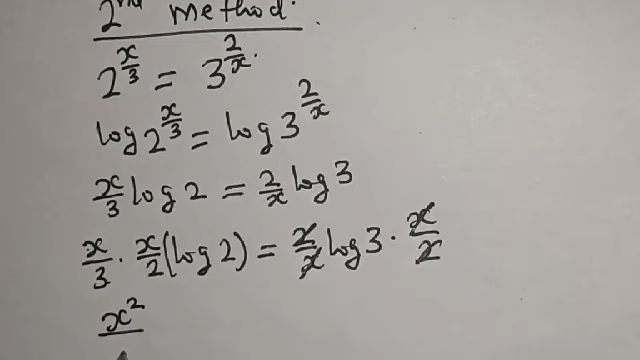 2nd method.
2^{x/3} = 3^{2/x}.
log 2^{x/3} = log 3^{2/x}
x/3 log 2 = 2/x log 3
x/3 · x/2 (log 2) = 2/x log 3 · x/2
x²